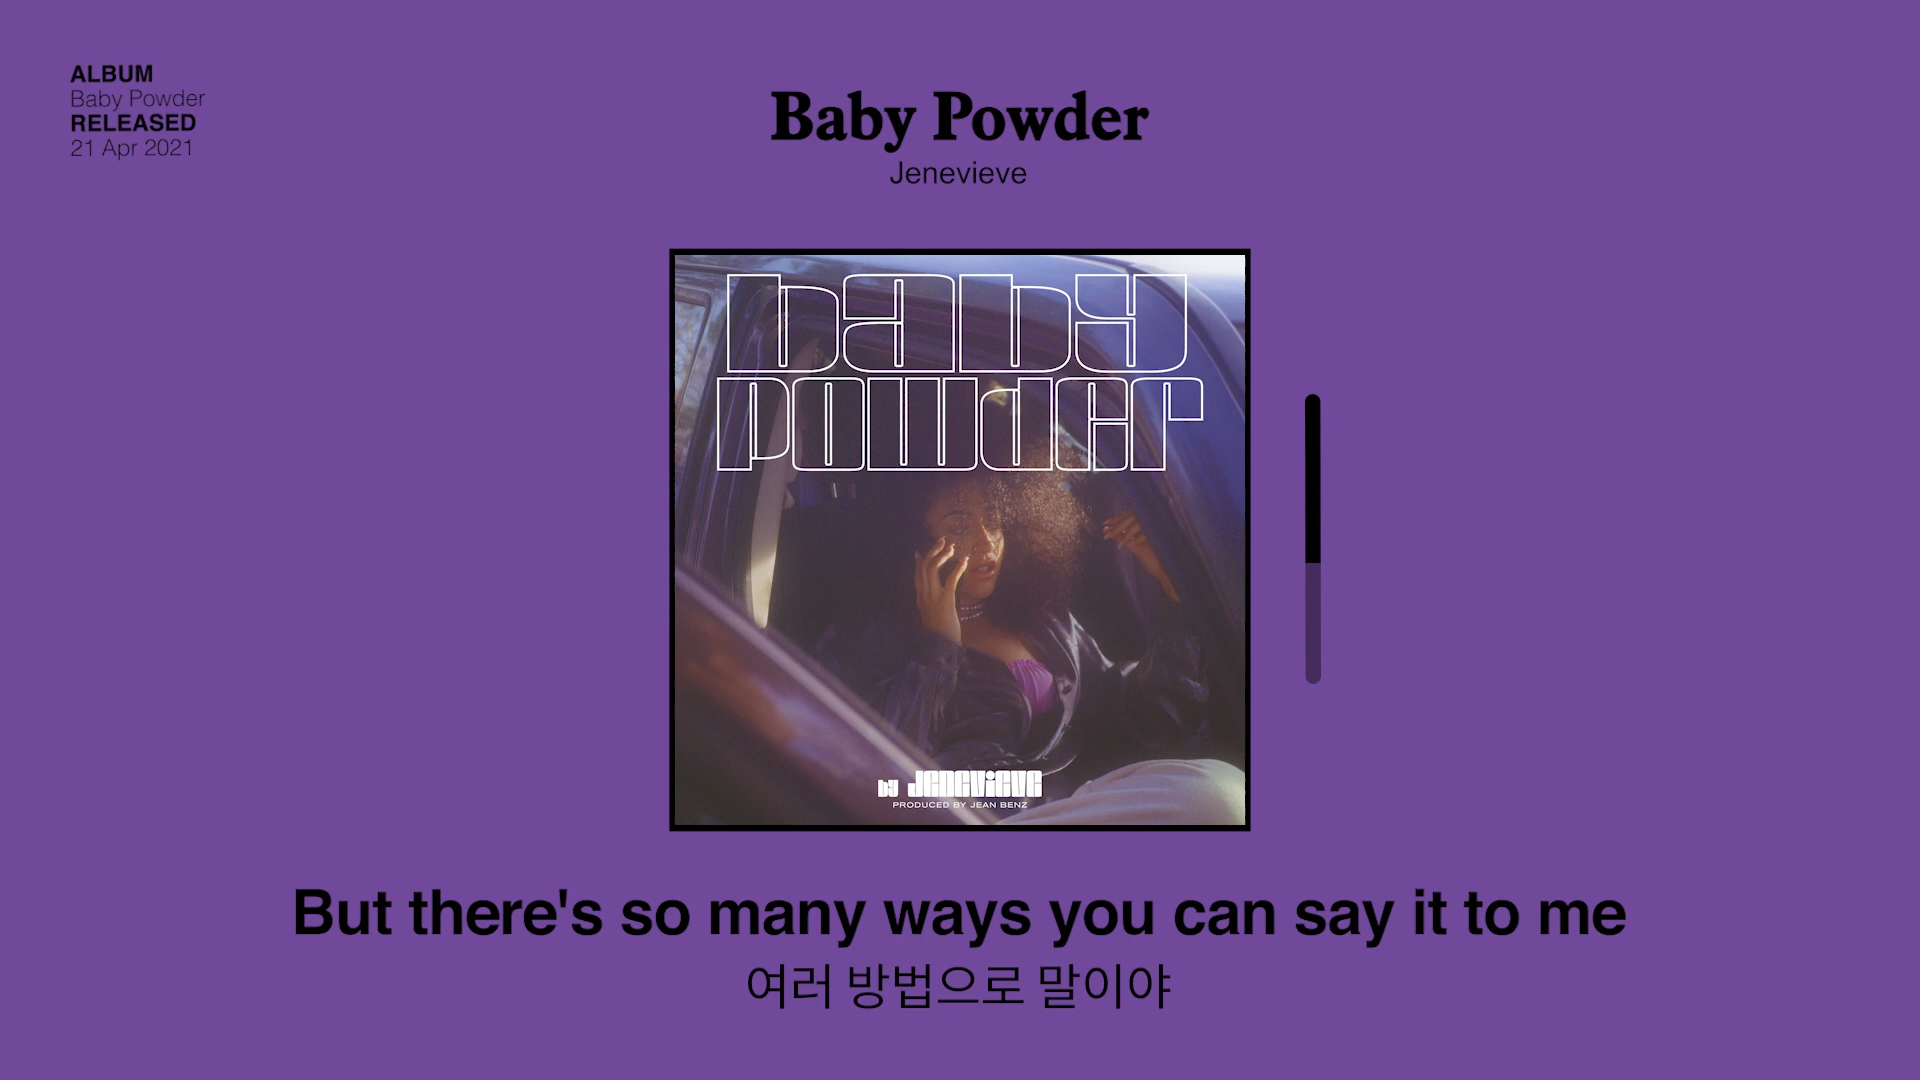 ALBUM
Baby Powder
RELEASED
21 Apr 2021
Baby Powder
Jenevieve
baby
powder
by Jenevieve
PRODUCED BY JEAN BENZ
But there's so many ways you can say it to me
여러 방법으로 말이야